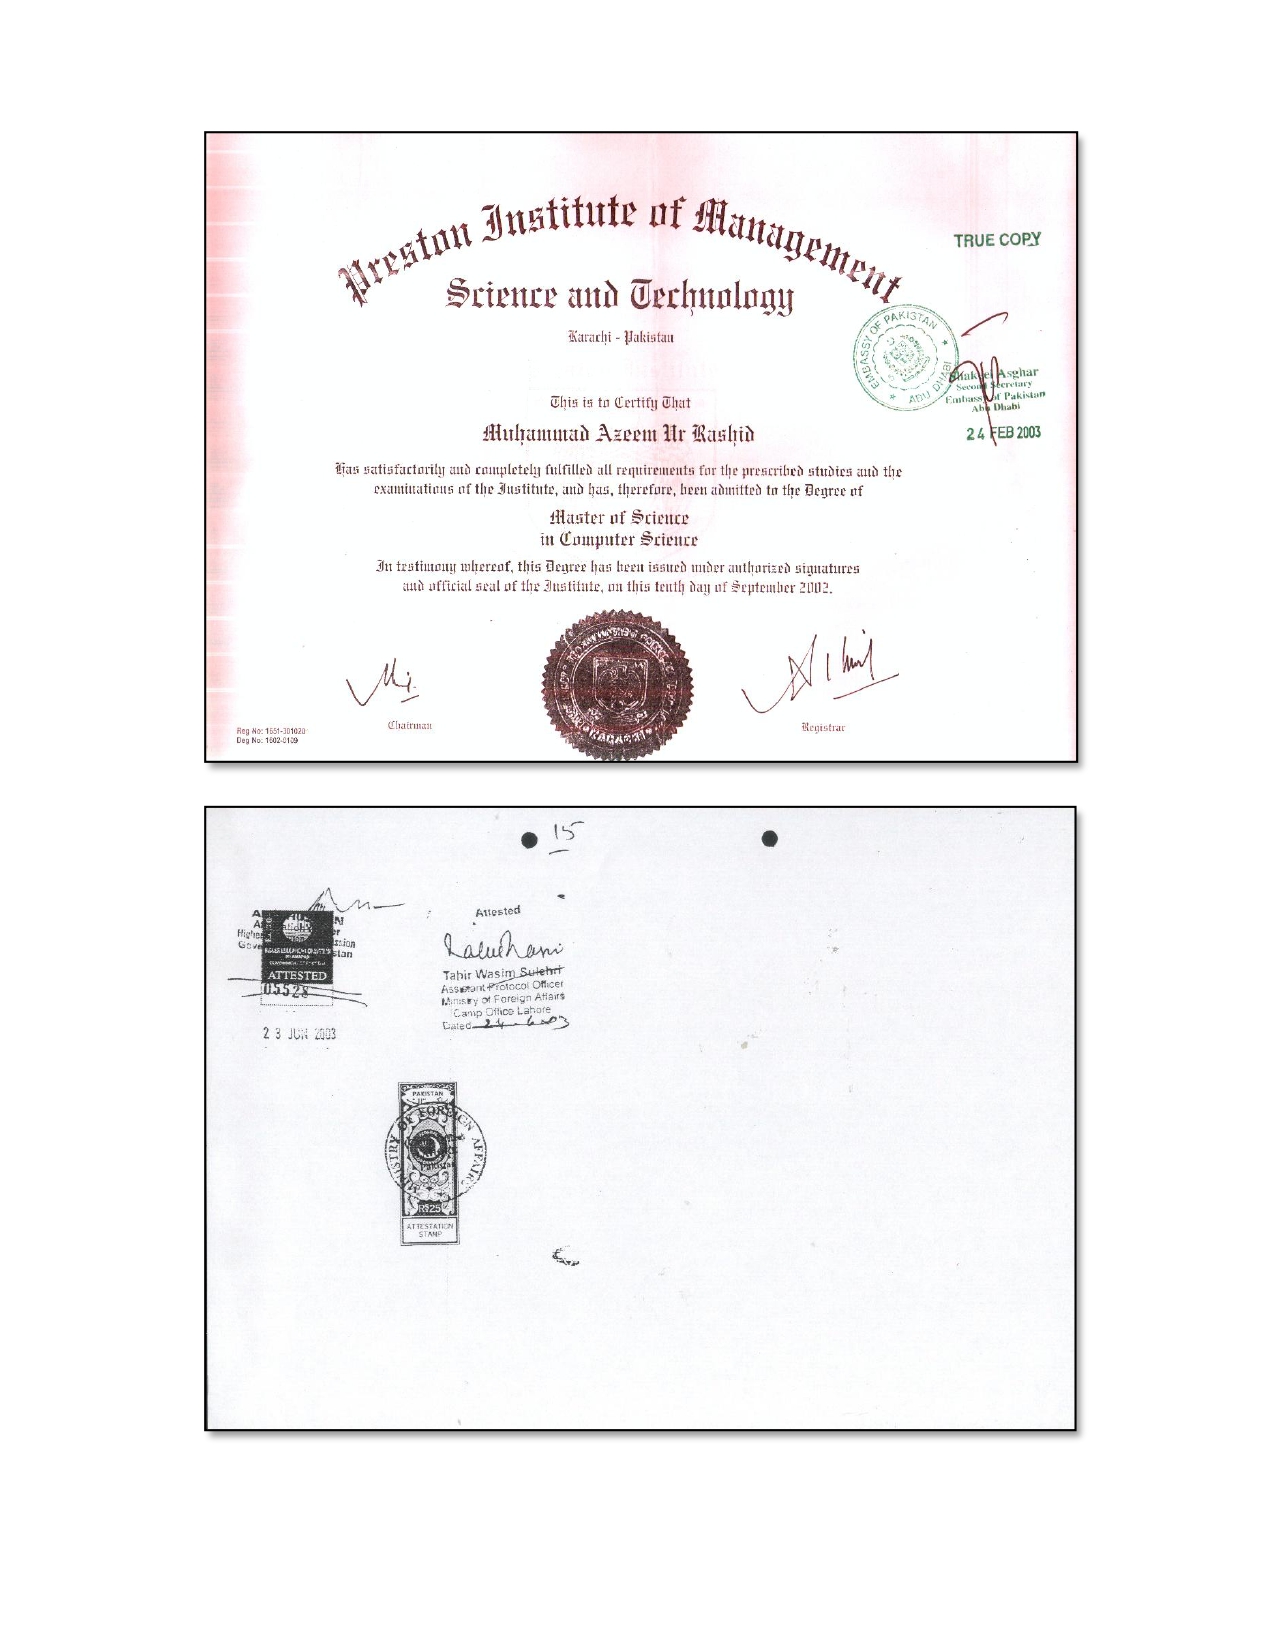 Preston Institute of Management
Science and Technology
Karachi - Pakistan
TRUE COPY
EMBASSY OF PAKISTAN
ABU DHABI
Asghar
Second Secretary
Embassy of Pakistan
Abu Dhabi
24 FEB 2003
This is to Certify That
Muhammad Azeem Ur Rashid
Has satisfactorily and completely fulfilled all requirements for the prescribed studies and the
examinations of the Institute, and has, therefore, been admitted to the Degree of
Master of Science
in Computer Science
In testimony whereof, this Degree has been issued under authorized signatures
and official seal of the Institute, on this tenth day of September 2002.
Chairman
Registrar
Reg No: 1651-301020
Deg No: 1602-0109
15
ATTESTED
05528
23 JUN 2003
Attested
Tahir Wasim Sulehri
Assistant Protocol Officer
Ministry of Foreign Affairs
Camp Office Lahore
Dated 24-6-03
PAKISTAN
MINISTRY OF FOREIGN AFFAIRS
Rs25
ATTESTATION
STAMP